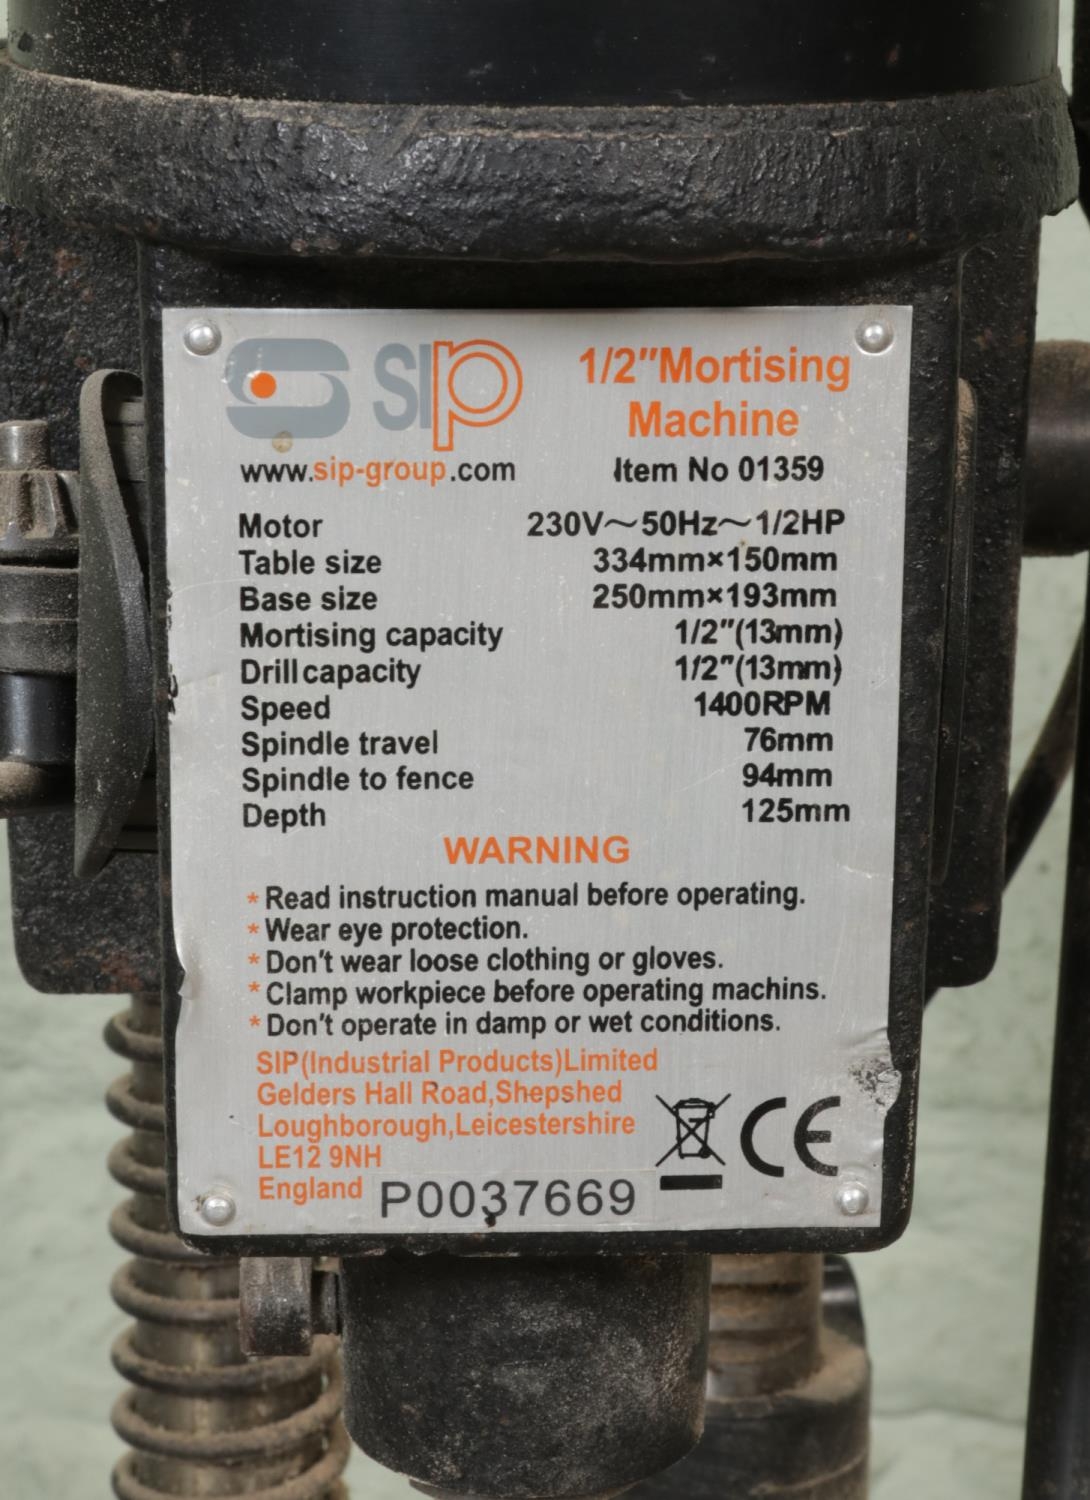 SIP
1/2"Mortising
Machine
www.sip-group.com
Item No 01359
Motor 230V～50Hz～1/2HP
Table size 334mm×150mm
Base size 250mm×193mm
Mortising capacity 1/2"(13mm)
Drill capacity 1/2"(13mm)
Speed 1400RPM
Spindle travel 76mm
Spindle to fence 94mm
Depth 125mm
WARNING
*Read instruction manual before operating.
*Wear eye protection.
*Don't wear loose clothing or gloves.
*Clamp workpiece before operating machins.
*Don't operate in damp or wet conditions.
SIP(Industrial Products)Limited
Gelders Hall Road,Shepshed
Loughborough,Leicestershire
LE12 9NH
England
P0037669
CE